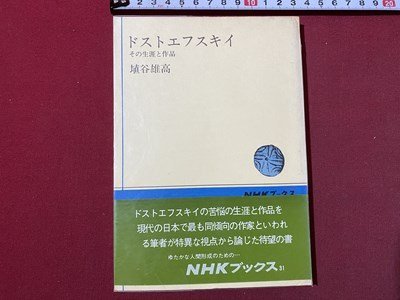 ドストエフスキイ
その生涯と作品
埴谷雄高
NHKブックス
ドストエフスキイの苦悩の生涯と作品を
現代の日本で最も同傾向の作家といわれ
る筆者が特異な視点から論じた待望の書
ゆたかな人間形成のための―
NHKブックス 31